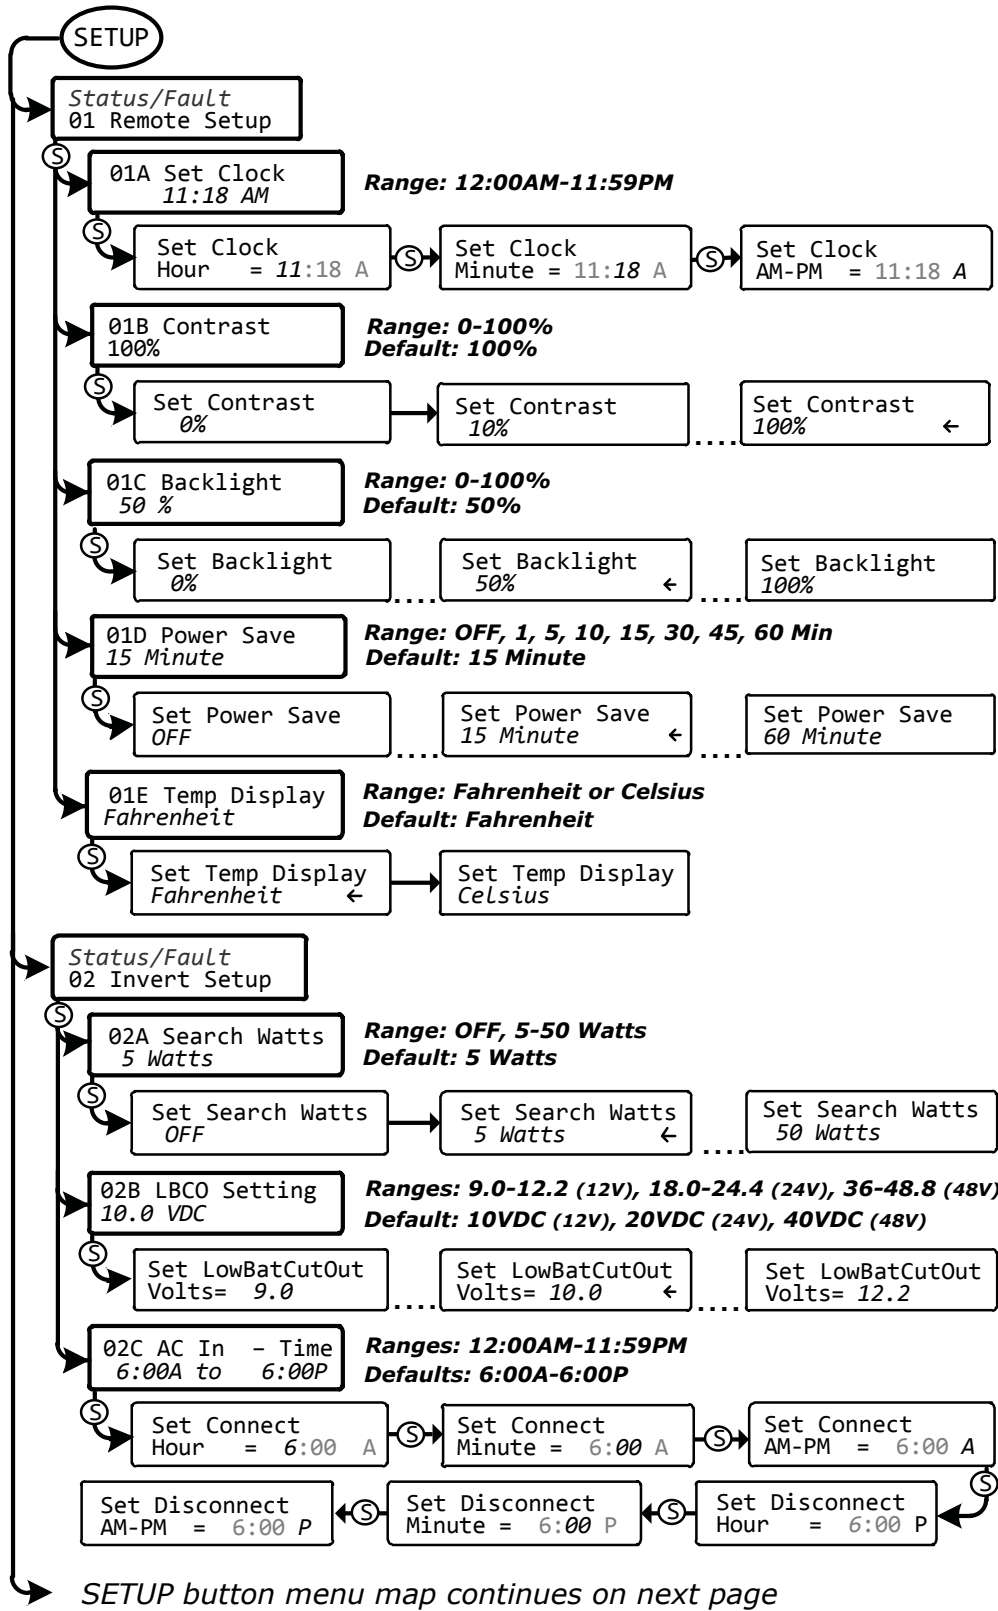 SETUP
Status/Fault
01 Remote Setup
S
01A Set Clock
11:18 AM
Range: 12:00AM-11:59PM
S
Set Clock
Hour = 11:18 A
S
Set Clock
Minute = 11:18 A
S
Set Clock
AM-PM = 11:18 A
01B Contrast
100%
Range: 0-100%
Default: 100%
S
Set Contrast
0%
Set Contrast
10%
....
Set Contrast
100% ←
01C Backlight
50 %
Range: 0-100%
Default: 50%
S
Set Backlight
0%
....
Set Backlight
50% ←
....
Set Backlight
100%
01D Power Save
15 Minute
Range: OFF, 1, 5, 10, 15, 30, 45, 60 Min
Default: 15 Minute
S
Set Power Save
OFF
....
Set Power Save
15 Minute ←
....
Set Power Save
60 Minute
01E Temp Display
Fahrenheit
Range: Fahrenheit or Celsius
Default: Fahrenheit
S
Set Temp Display
Fahrenheit ←
Set Temp Display
Celsius
Status/Fault
02 Invert Setup
S
02A Search Watts
5 Watts
Range: OFF, 5-50 Watts
Default: 5 Watts
S
Set Search Watts
OFF
Set Search Watts
5 Watts ←
....
Set Search Watts
50 Watts
02B LBCO Setting
10.0 VDC
Ranges: 9.0-12.2 (12V), 18.0-24.4 (24V), 36-48.8 (48V)
Default: 10VDC (12V), 20VDC (24V), 40VDC (48V)
S
Set LowBatCutOut
Volts= 9.0
....
Set LowBatCutOut
Volts= 10.0 ←
....
Set LowBatCutOut
Volts= 12.2
02C AC In – Time
6:00A to 6:00P
Ranges: 12:00AM-11:59PM
Defaults: 6:00A-6:00P
S
Set Connect
Hour = 6:00 A
S
Set Connect
Minute = 6:00 A
S
Set Connect
AM-PM = 6:00 A
S
Set Disconnect
AM-PM = 6:00 P
S
Set Disconnect
Minute = 6:00 P
S
Set Disconnect
Hour = 6:00 P
SETUP button menu map continues on next page